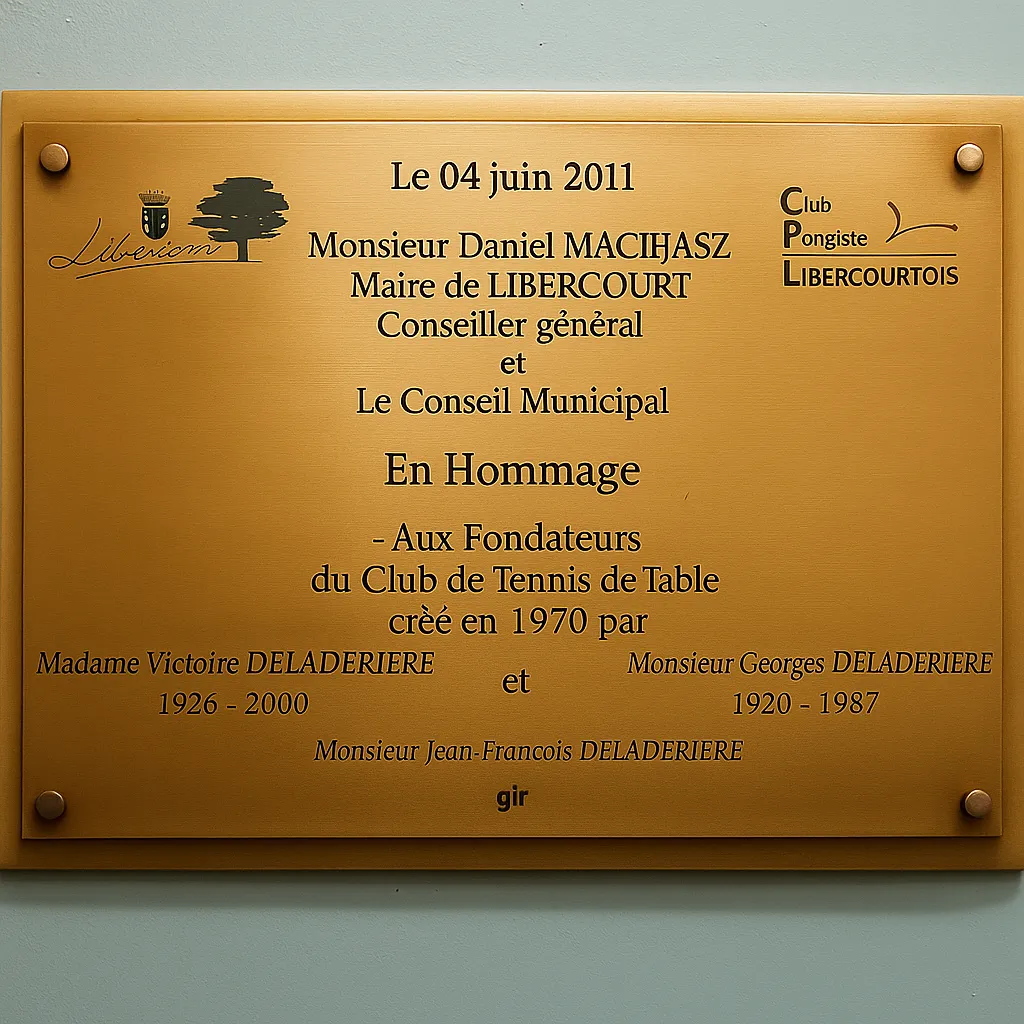 Le 04 juin 2011
Liberiom
Club
Pongiste
LIBERCOURTOIS
Monsieur Daniel
Maire de LIBERCOURT
Conseiller général
et
Le Conseil Municipal
En Hommage
- Aux Fondateurs
du Club de Tennis de Table
crèé en 1970 par
Madame Victoire DELADERIERE
1926 - 2000
et
Monsieur Georges DELADERIERE
1920 - 1987
Monsieur Jean-Francois DELADERIERE
gir